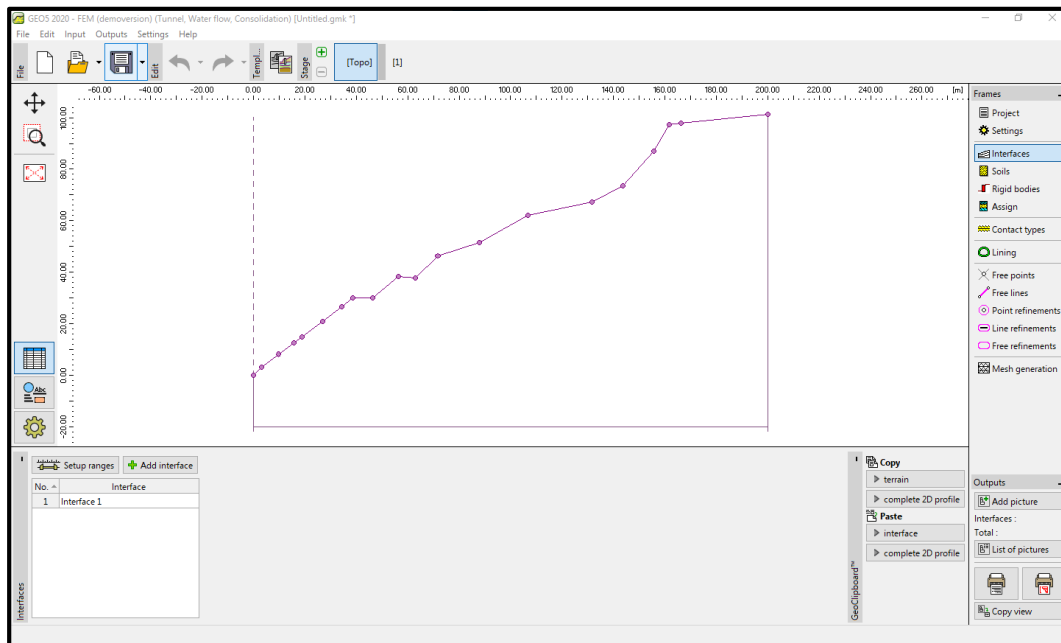 GEO5 2020 - FEM (demoversion) (Tunnel, Water flow, Consolidation) [Untitled.gmk *]
File Edit Input Outputs Settings Help
File
Edit
Templ...
Stage
[Topo] [1]
-60.00 -40.00 -20.00 0.00 20.00 40.00 60.00 80.00 100.00 120.00 140.00 160.00 180.00 200.00 220.00 240.00 260.00 [m]
100.00
80.00
60.00
40.00
20.00
0.00
-20.00
Abc
Frames
Project
Settings
Interfaces
Soils
Rigid bodies
Assign
Contact types
Lining
Free points
Free lines
Point refinements
Line refinements
Free refinements
Mesh generation
Interfaces
Setup ranges Add interface
No. Interface
1 Interface 1
GeoClipboard™
Copy
terrain
complete 2D profile
Paste
interface
complete 2D profile
Outputs
Add picture
Interfaces :
Total :
List of pictures
Copy view